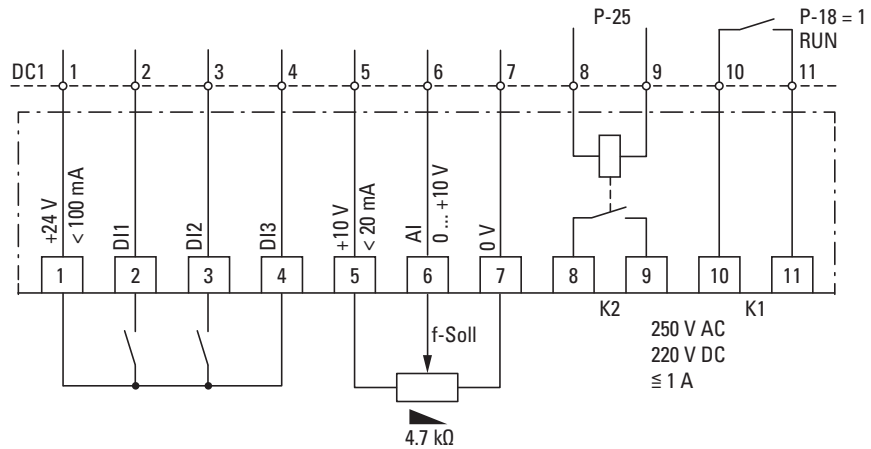 P-25
P-18 = 1
RUN
DC1 1 2 3 4 5 6 7 8 9 10 11
+24 V
< 100 mA
DI1
DI2
DI3
+10 V
< 20 mA
AI
0 ... +10 V
0 V
1 2 3 4 5 6 7 8 9 10 11
K2
K1
f-Soll
250 V AC
220 V DC
≦ 1 A
4.7 kΩ